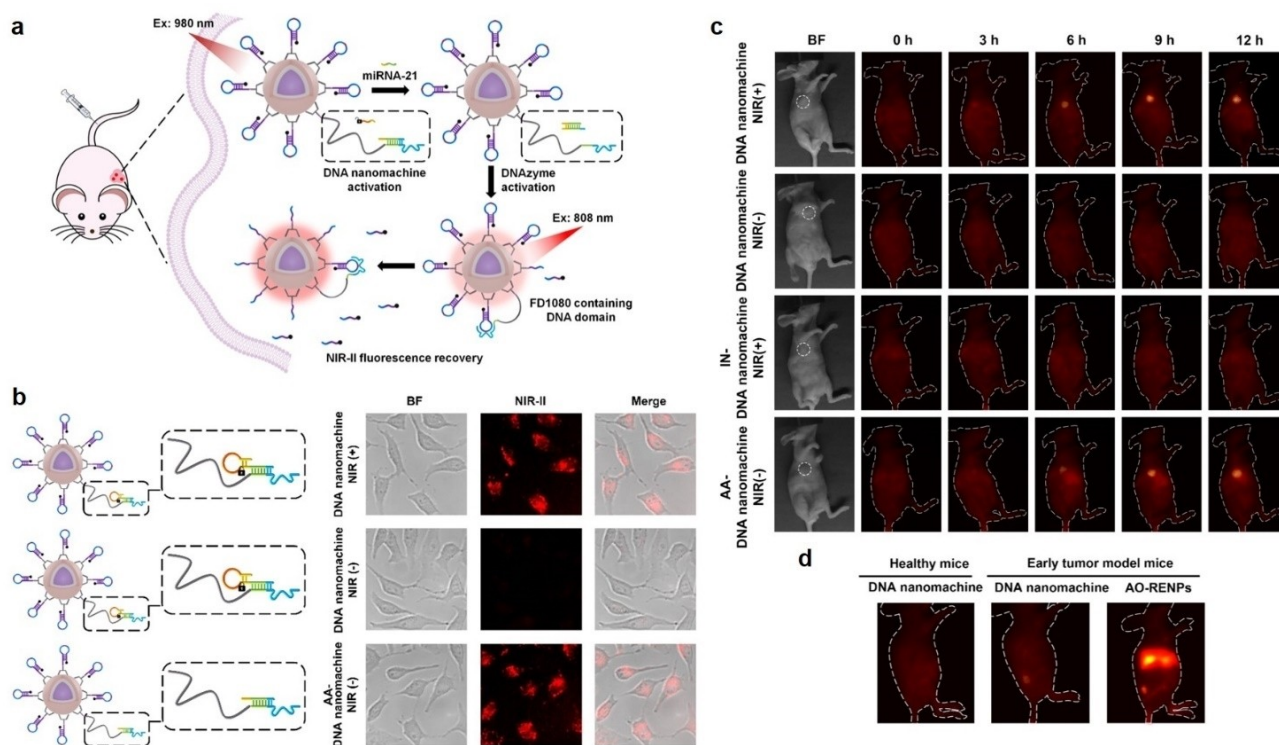 a
Ex: 980 nm
miRNA-21
DNA nanomachine
activation
DNAzyme
activation
Ex: 808 nm
FD1080 containing
DNA domain
NIR-II fluorescence recovery
b
BF
NIR-II
Merge
DNA nanomachine
NIR (+)
DNA nanomachine
NIR (-)
AA-
DNA nanomachine
NIR (-)
c
BF
0 h
3 h
6 h
9 h
12 h
DNA nanomachine
NIR(+)
DNA nanomachine
NIR(-)
IN-
DNA nanomachine
NIR(+)
AA-
DNA nanomachine
NIR(-)
d
Healthy mice
Early tumor model mice
DNA nanomachine
DNA nanomachine
AO-RENPs